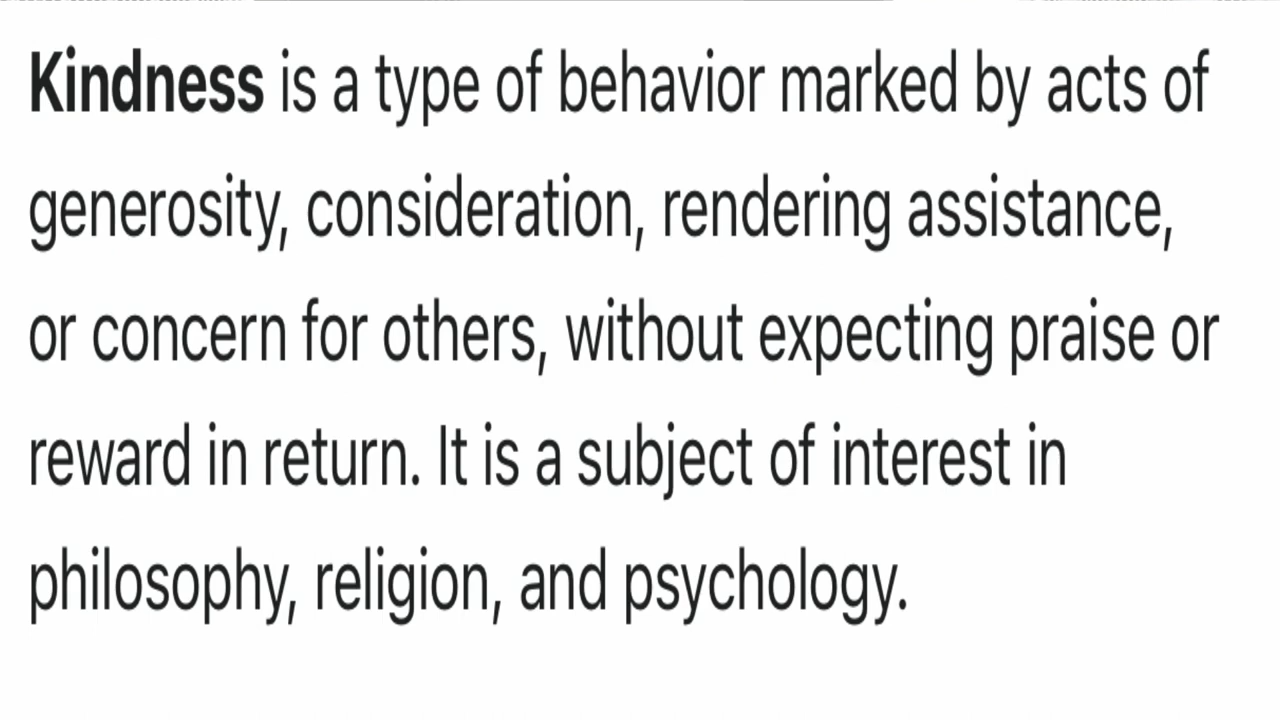 Kindness is a type of behavior marked by acts of
generosity, consideration, rendering assistance,
or concern for others, without expecting praise or
reward in return. It is a subject of interest in
philosophy, religion, and psychology.